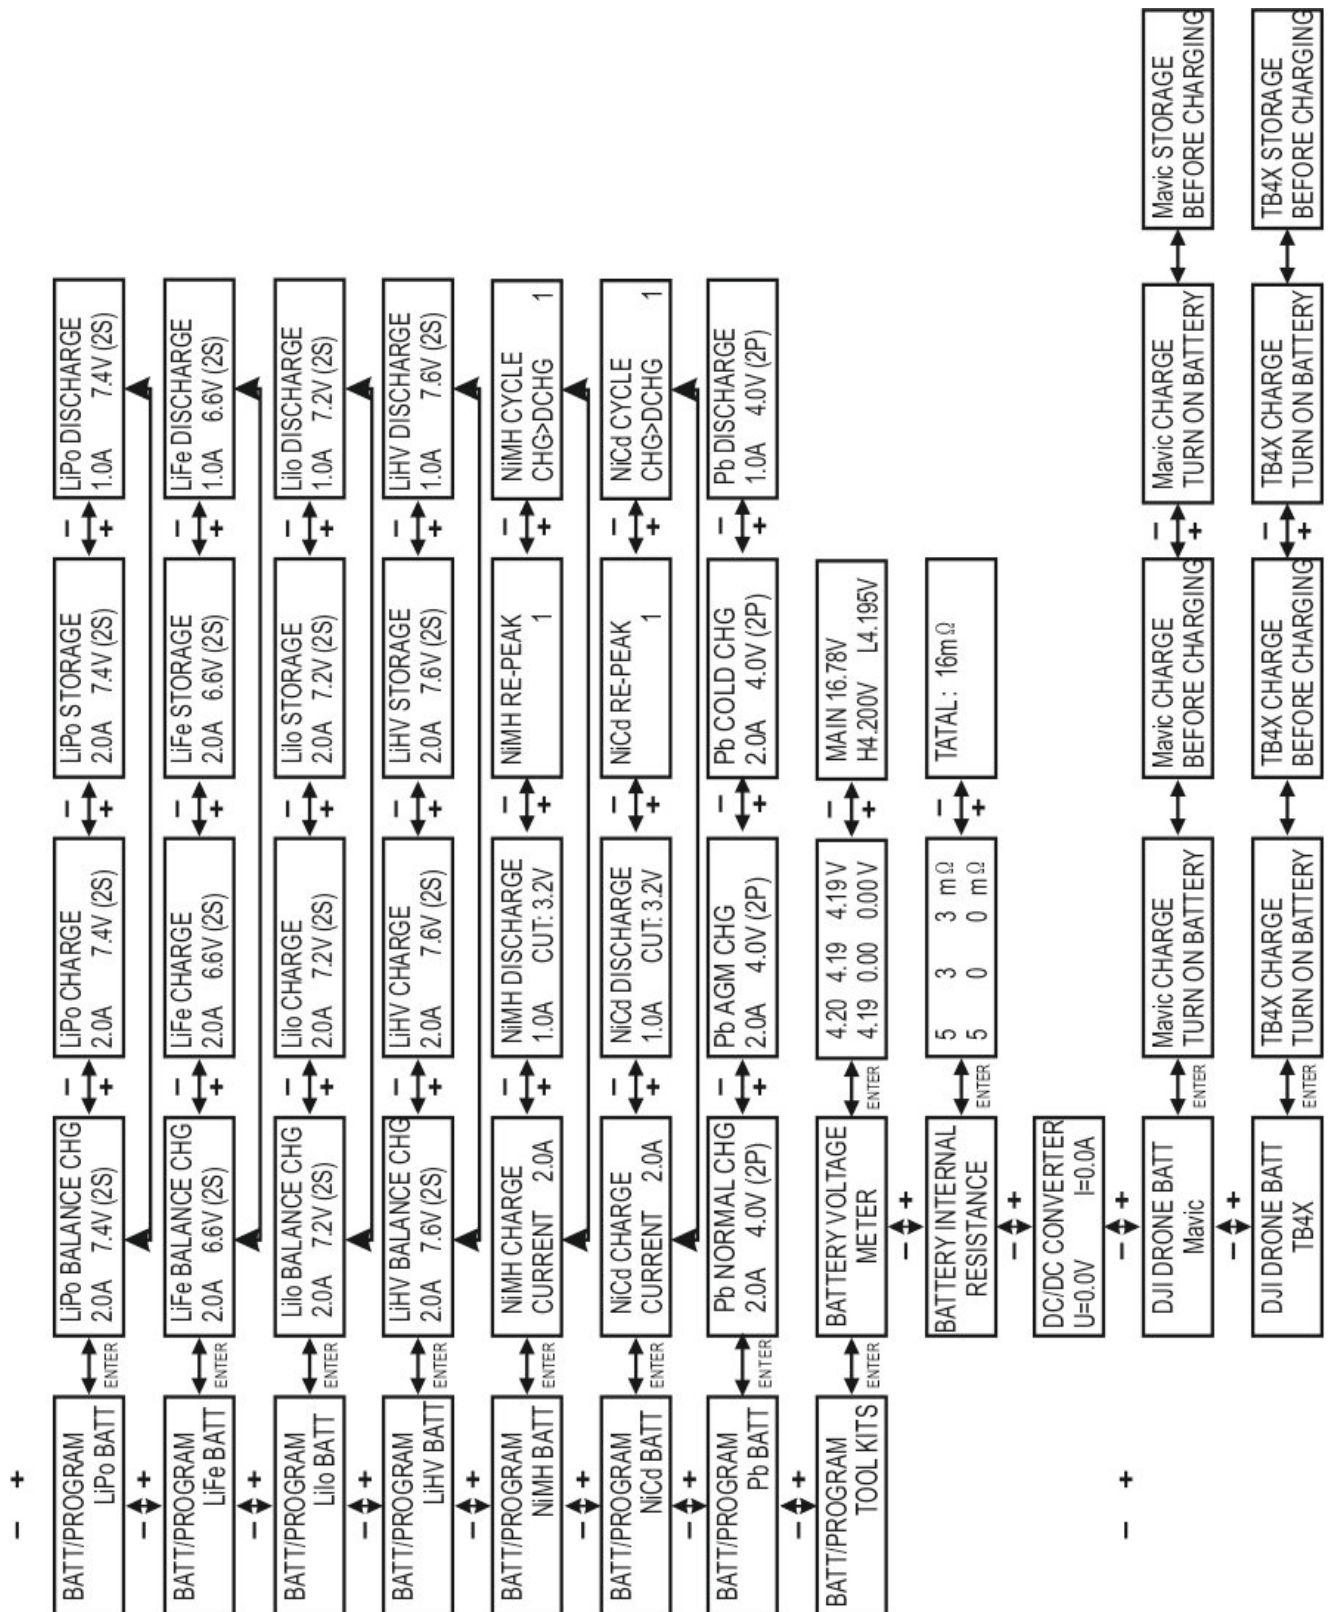 BATT/PROGRAM
LiPo BATT
ENTER
LiPo BALANCE CHG
2.0A 7.4V (2S)
− +
LiPo CHARGE
2.0A 7.4V (2S)
− +
LiPo STORAGE
2.0A 7.4V (2S)
− +
LiPo DISCHARGE
1.0A 7.4V (2S)
− +
− +
BATT/PROGRAM
LiFe BATT
ENTER
LiFe BALANCE CHG
2.0A 6.6V (2S)
− +
LiFe CHARGE
2.0A 6.6V (2S)
− +
LiFe STORAGE
2.0A 6.6V (2S)
− +
LiFe DISCHARGE
1.0A 6.6V (2S)
− +
BATT/PROGRAM
LiIo BATT
ENTER
LiIo BALANCE CHG
2.0A 7.2V (2S)
− +
LiIo CHARGE
2.0A 7.2V (2S)
− +
LiIo STORAGE
2.0A 7.2V (2S)
− +
LiIo DISCHARGE
1.0A 7.2V (2S)
− +
BATT/PROGRAM
LiHV BATT
ENTER
LiHV BALANCE CHG
2.0A 7.6V (2S)
− +
LiHV CHARGE
2.0A 7.6V (2S)
− +
LiHV STORAGE
2.0A 7.6V (2S)
− +
LiHV DISCHARGE
1.0A 7.6V (2S)
− +
BATT/PROGRAM
NiMH BATT
ENTER
NiMH CHARGE
CURRENT 2.0A
− +
NiMH DISCHARGE
1.0A CUT: 3.2V
− +
NiMH RE-PEAK
1
− +
NiMH CYCLE
CHG>DCHG 1
− +
BATT/PROGRAM
NiCd BATT
ENTER
NiCd CHARGE
CURRENT 2.0A
− +
NiCd DISCHARGE
1.0A CUT: 3.2V
− +
NiCd RE-PEAK
1
− +
NiCd CYCLE
CHG>DCHG 1
− +
BATT/PROGRAM
Pb BATT
ENTER
Pb NORMAL CHG
2.0A 4.0V (2P)
− +
Pb AGM CHG
2.0A 4.0V (2P)
− +
Pb COLD CHG
2.0A 4.0V (2P)
− +
Pb DISCHARGE
1.0A 4.0V (2P)
− +
BATT/PROGRAM
TOOL KITS
ENTER
BATTERY VOLTAGE
METER
ENTER
4.20 4.19 4.19 V
4.19 0.00 0.00 V
− +
MAIN 16.78V
H4.200V L4.195V
− +
BATTERY INTERNAL
RESISTANCE
ENTER
5 3 3 mΩ
5 0 0 mΩ
− +
TATAL: 16mΩ
− +
DC/DC CONVERTER
U=0.0V I=0.0A
− +
− +
DJI DRONE BATT
Mavic
ENTER
Mavic CHARGE
TURN ON BATTERY
Mavic CHARGE
BEFORE CHARGING
− +
Mavic CHARGE
TURN ON BATTERY
Mavic STORAGE
BEFORE CHARGING
− +
DJI DRONE BATT
TB4X
ENTER
TB4X CHARGE
TURN ON BATTERY
TB4X CHARGE
BEFORE CHARGING
− +
TB4X CHARGE
TURN ON BATTERY
TB4X STORAGE
BEFORE CHARGING